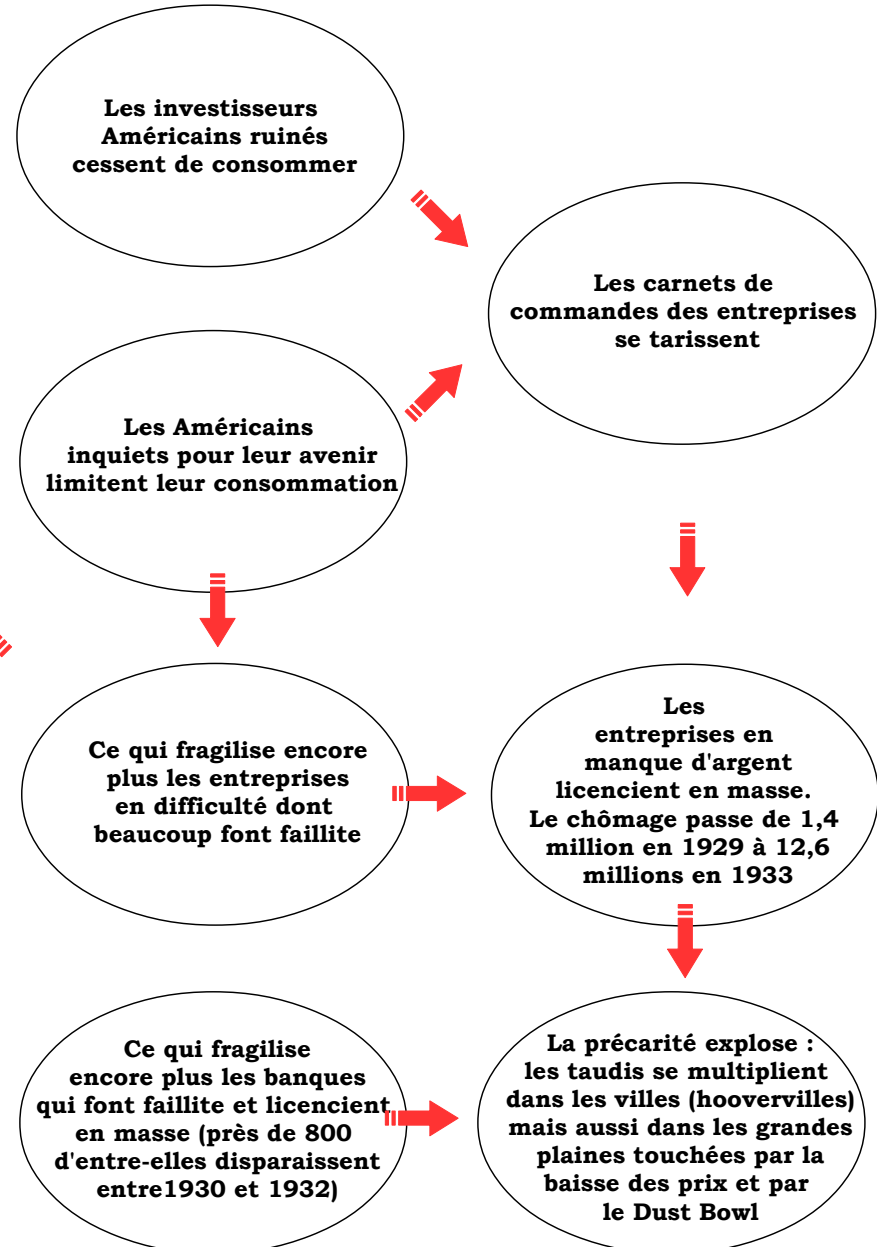 Les investisseurs
Américains ruinés
cessent de consommer
Les carnets de
commandes des entreprises
se tarissent
Les Américains
inquiets pour leur avenir
limitent leur consommation
Ce qui fragilise encore
plus les entreprises
en difficulté dont
beaucoup font faillite
Les
entreprises en
manque d'argent
licencient en masse.
Le chômage passe de 1,4
million en 1929 à 12,6
millions en 1933
Ce qui fragilise
encore plus les banques
qui font faillite et licencient
en masse (près de 800
d'entre-elles disparaissent
entre1930 et 1932)
La précarité explose :
les taudis se multiplient
dans les villes (hoovervilles)
mais aussi dans les grandes
plaines touchées par la
baisse des prix et par
le Dust Bowl